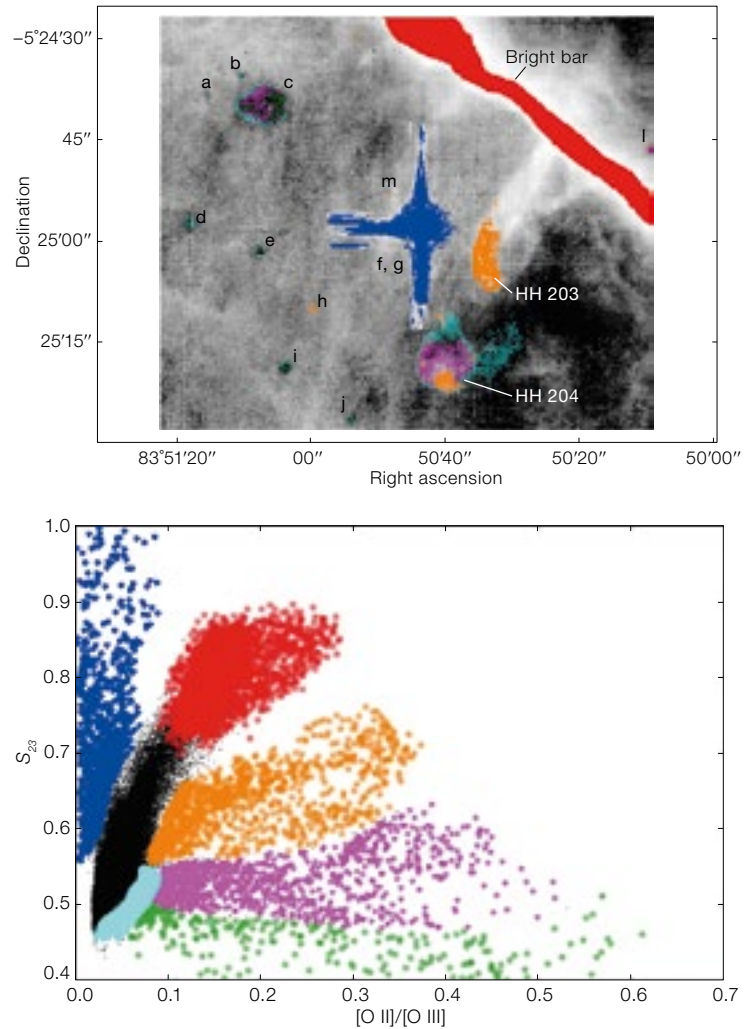 −5°24′30″
45″
25′00″
25′15″
Declination
b
a
c
Bright bar
l
m
d
e
f, g
h
HH 203
i
j
HH 204
83°51′20″ 00″ 50′40″ 50′20″ 50′00″
Right ascension
1.0
0.9
0.8
0.7
0.6
0.5
0.4
S23
0.0 0.1 0.2 0.3 0.4 0.5 0.6 0.7
[O II]/[O III]